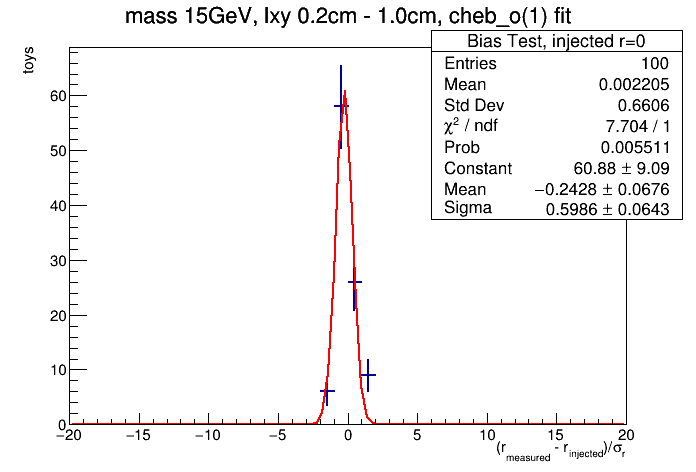 mass 15GeV, lxy 0.2cm - 1.0cm, cheb_o(1) fit
toys
Bias Test, injected r=0
Entries 100
Mean 0.002205
Std Dev 0.6606
χ² / ndf 7.704 / 1
Prob 0.005511
Constant 60.88 ± 9.09
Mean −0.2428 ± 0.0676
Sigma 0.5986 ± 0.0643
60
50
40
30
20
10
0
−20 −15 −10 −5 0 5 10 15 20
(r_measured - r_injected)/σ_r